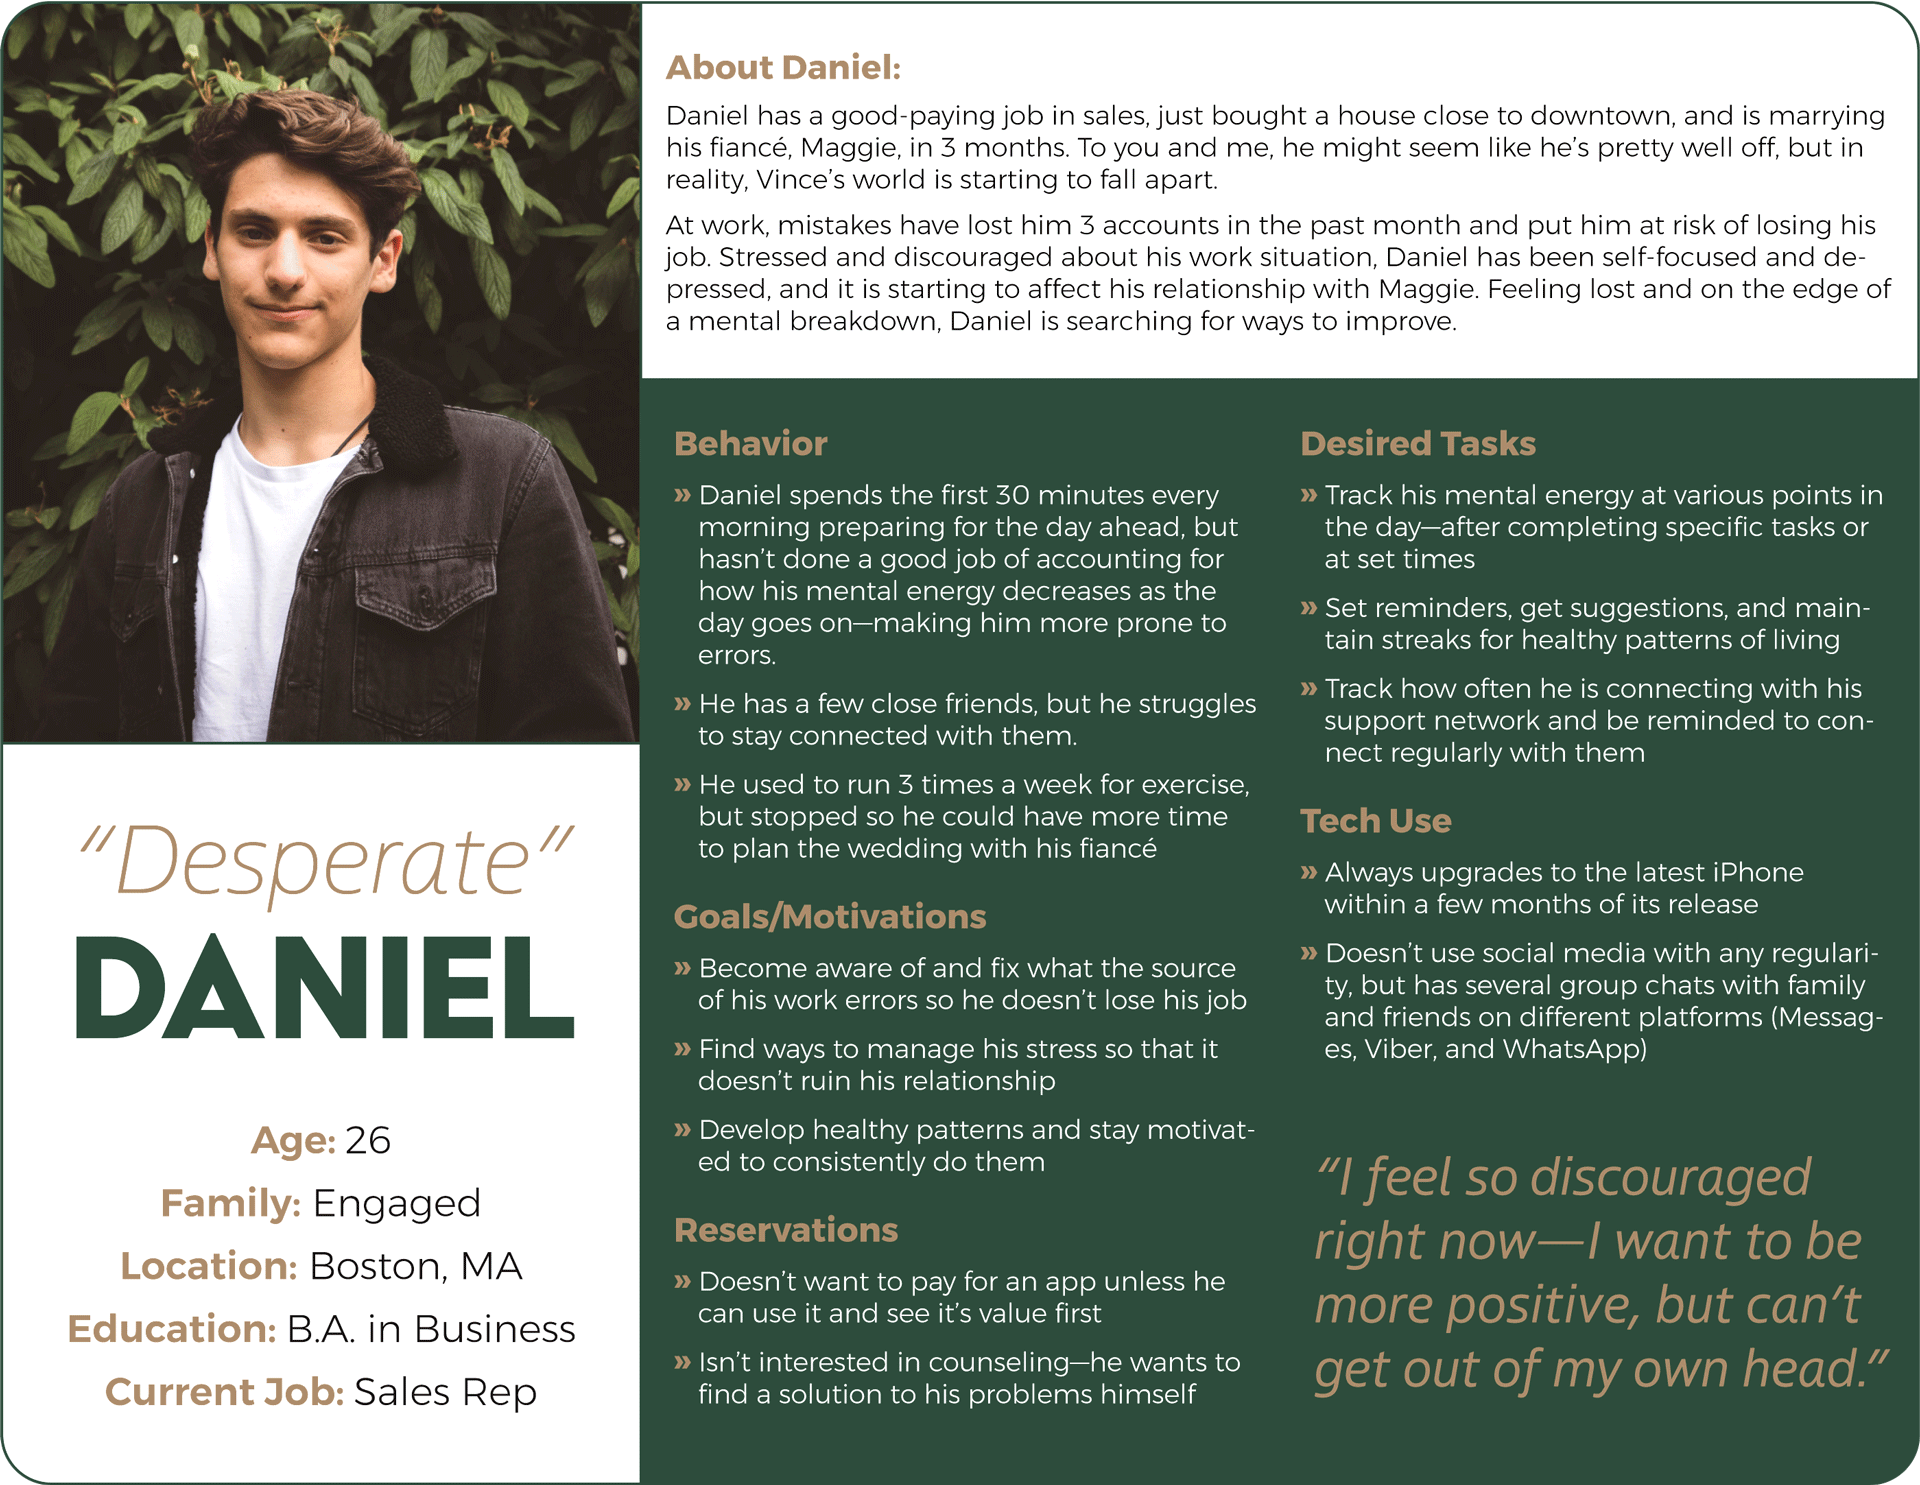 About Daniel:
Daniel has a good-paying job in sales, just bought a house close to downtown, and is marrying
his fiancé, Maggie, in 3 months. To you and me, he might seem like he’s pretty well off, but in
reality, Vince’s world is starting to fall apart.
At work, mistakes have lost him 3 accounts in the past month and put him at risk of losing his
job. Stressed and discouraged about his work situation, Daniel has been self-focused and de-
pressed, and it is starting to affect his relationship with Maggie. Feeling lost and on the edge of
a mental breakdown, Daniel is searching for ways to improve.
“Desperate”
DANIEL
Age: 26
Family: Engaged
Location: Boston, MA
Education: B.A. in Business
Current Job: Sales Rep
Behavior
» Daniel spends the first 30 minutes every
morning preparing for the day ahead, but
hasn’t done a good job of accounting for
how his mental energy decreases as the
day goes on—making him more prone to
errors.
» He has a few close friends, but he struggles
to stay connected with them.
» He used to run 3 times a week for exercise,
but stopped so he could have more time
to plan the wedding with his fiancé
Goals/Motivations
» Become aware of and fix what the source
of his work errors so he doesn’t lose his job
» Find ways to manage his stress so that it
doesn’t ruin his relationship
» Develop healthy patterns and stay motivat-
ed to consistently do them
Reservations
» Doesn’t want to pay for an app unless he
can use it and see it’s value first
» Isn’t interested in counseling—he wants to
find a solution to his problems himself
Desired Tasks
» Track his mental energy at various points in
the day—after completing specific tasks or
at set times
» Set reminders, get suggestions, and main-
tain streaks for healthy patterns of living
» Track how often he is connecting with his
support network and be reminded to con-
nect regularly with them
Tech Use
» Always upgrades to the latest iPhone
within a few months of its release
» Doesn’t use social media with any regulari-
ty, but has several group chats with family
and friends on different platforms (Messag-
es, Viber, and WhatsApp)
“I feel so discouraged
right now—I want to be
more positive, but can’t
get out of my own head.”